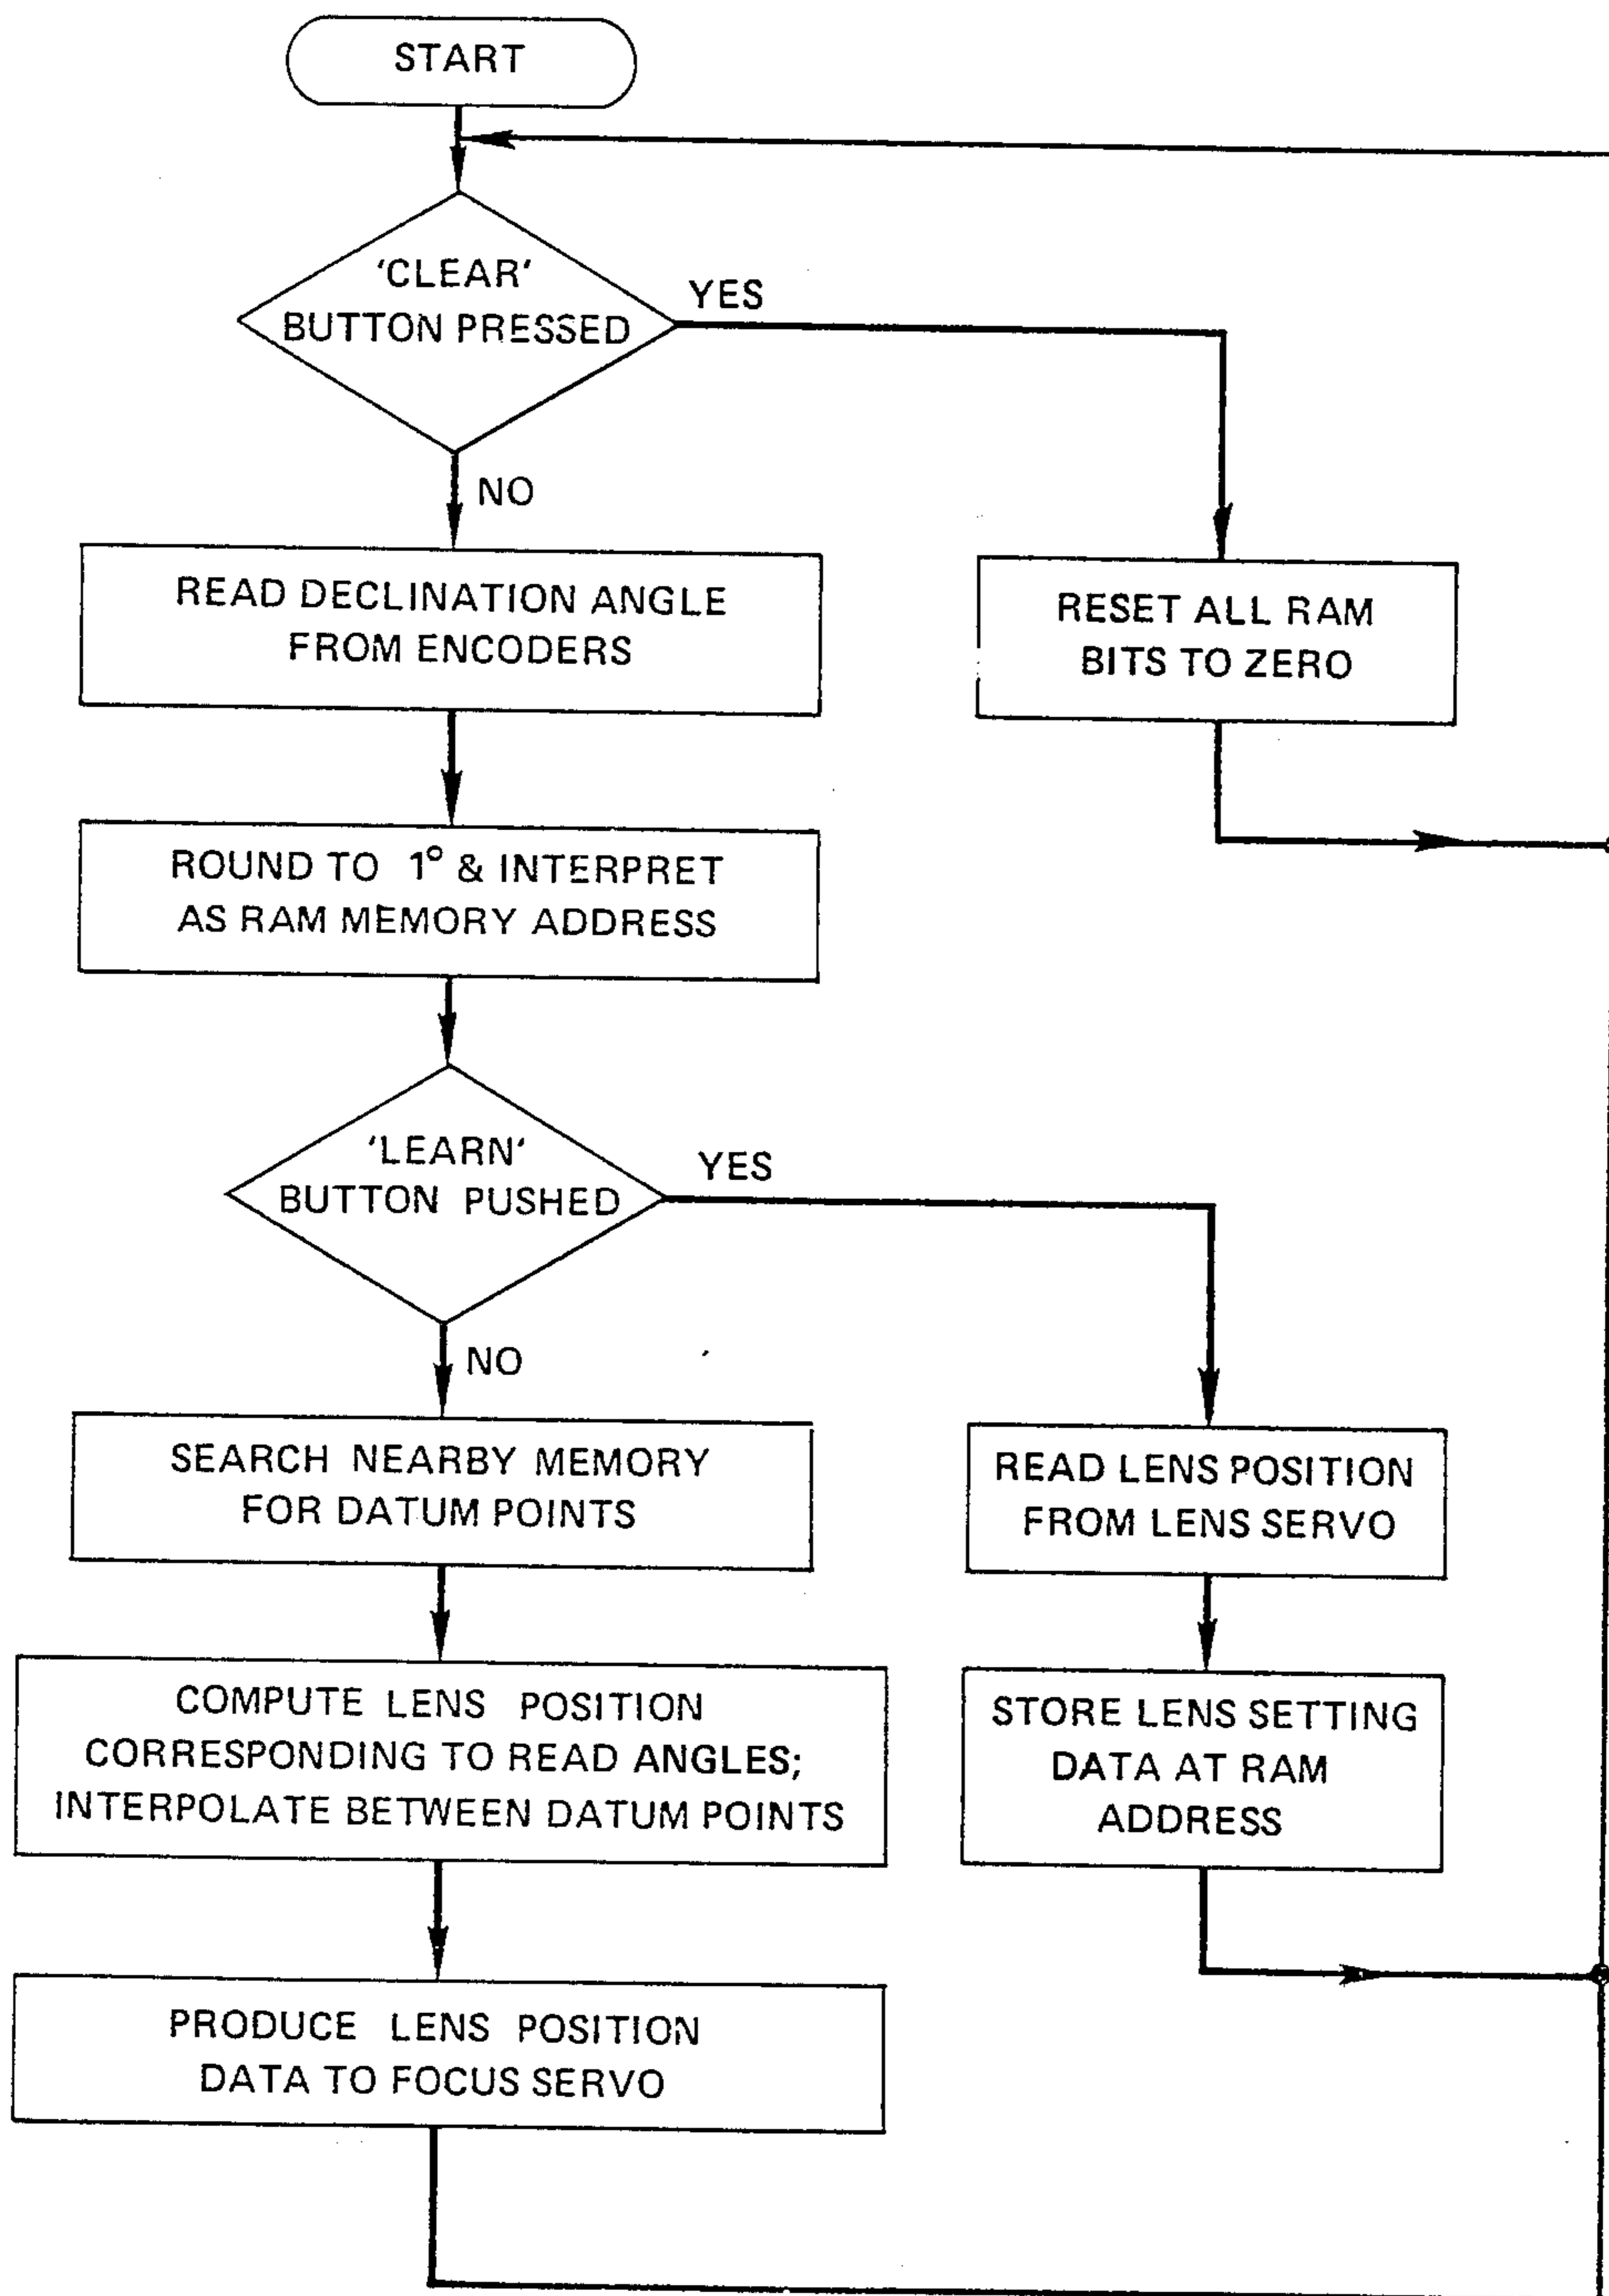 START
'CLEAR'
BUTTON PRESSED
YES
NO
READ DECLINATION ANGLE
FROM ENCODERS
RESET ALL RAM
BITS TO ZERO
ROUND TO 1° & INTERPRET
AS RAM MEMORY ADDRESS
'LEARN'
BUTTON PUSHED
YES
NO
SEARCH NEARBY MEMORY
FOR DATUM POINTS
READ LENS POSITION
FROM LENS SERVO
COMPUTE LENS POSITION
CORRESPONDING TO READ ANGLES;
INTERPOLATE BETWEEN DATUM POINTS
STORE LENS SETTING
DATA AT RAM
ADDRESS
PRODUCE LENS POSITION
DATA TO FOCUS SERVO